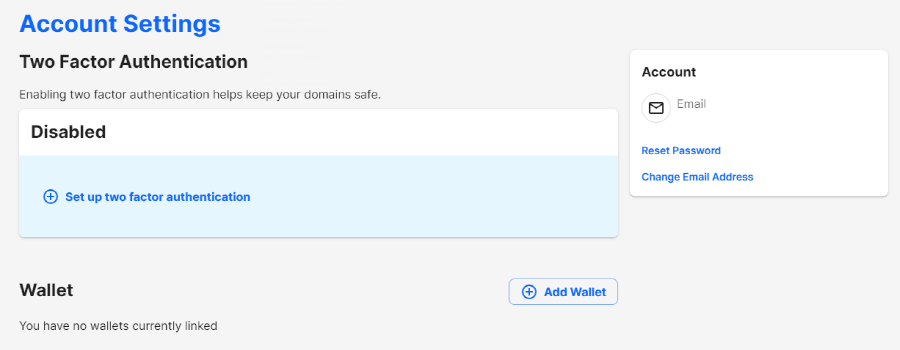 Account Settings
Two Factor Authentication
Enabling two factor authentication helps keep your domains safe.
Disabled
Set up two factor authentication
Wallet
Add Wallet
You have no wallets currently linked
Account
Email
Reset Password
Change Email Address